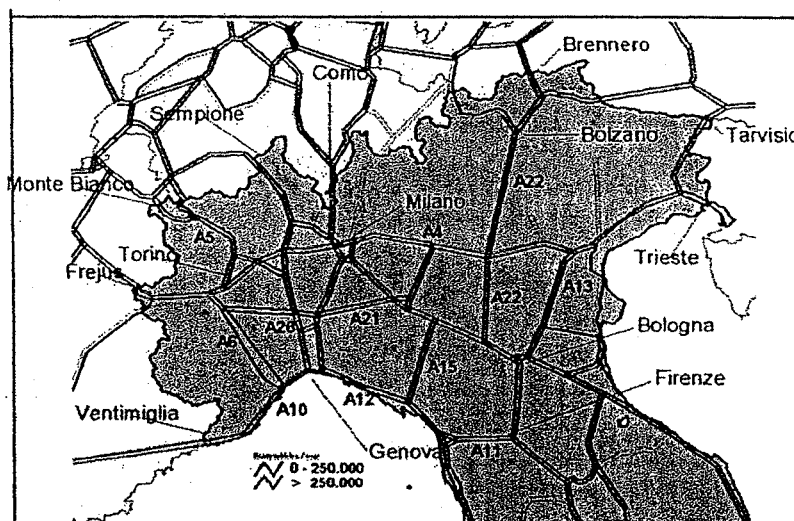 Brennero
Como
Sempione
Bolzano
Tarvisio
Monte Bianco
A22
Milano
A5
A4
Torino
Trieste
Frejus
A13
A22
A26
A21
Bologna
A6
A15
Firenze
Ventimiglia
A10
A12
Genova
A11
0 - 250.000
> 250.000